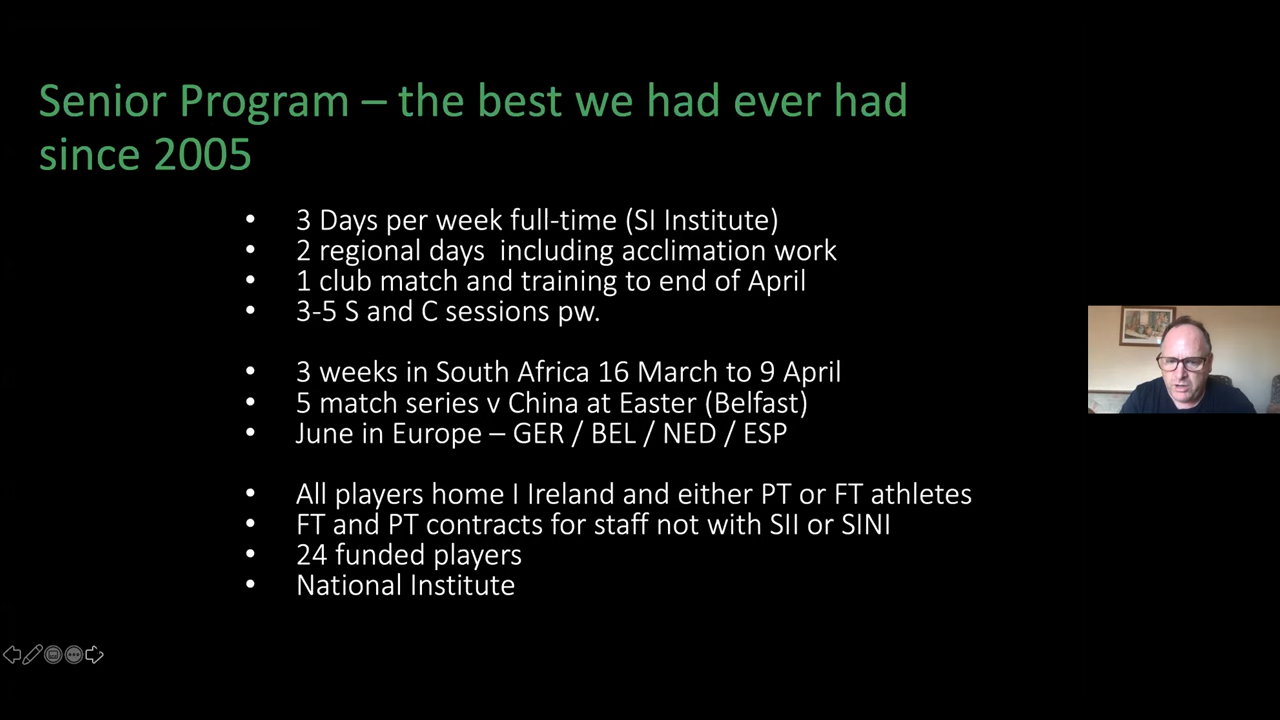 Senior Program – the best we had ever had
since 2005
• 3 Days per week full-time (SI Institute)
• 2 regional days including acclimation work
• 1 club match and training to end of April
• 3-5 S and C sessions pw.
• 3 weeks in South Africa 16 March to 9 April
• 5 match series v China at Easter (Belfast)
• June in Europe – GER / BEL / NED / ESP
• All players home I Ireland and either PT or FT athletes
• FT and PT contracts for staff not with SII or SINI
• 24 funded players
• National Institute